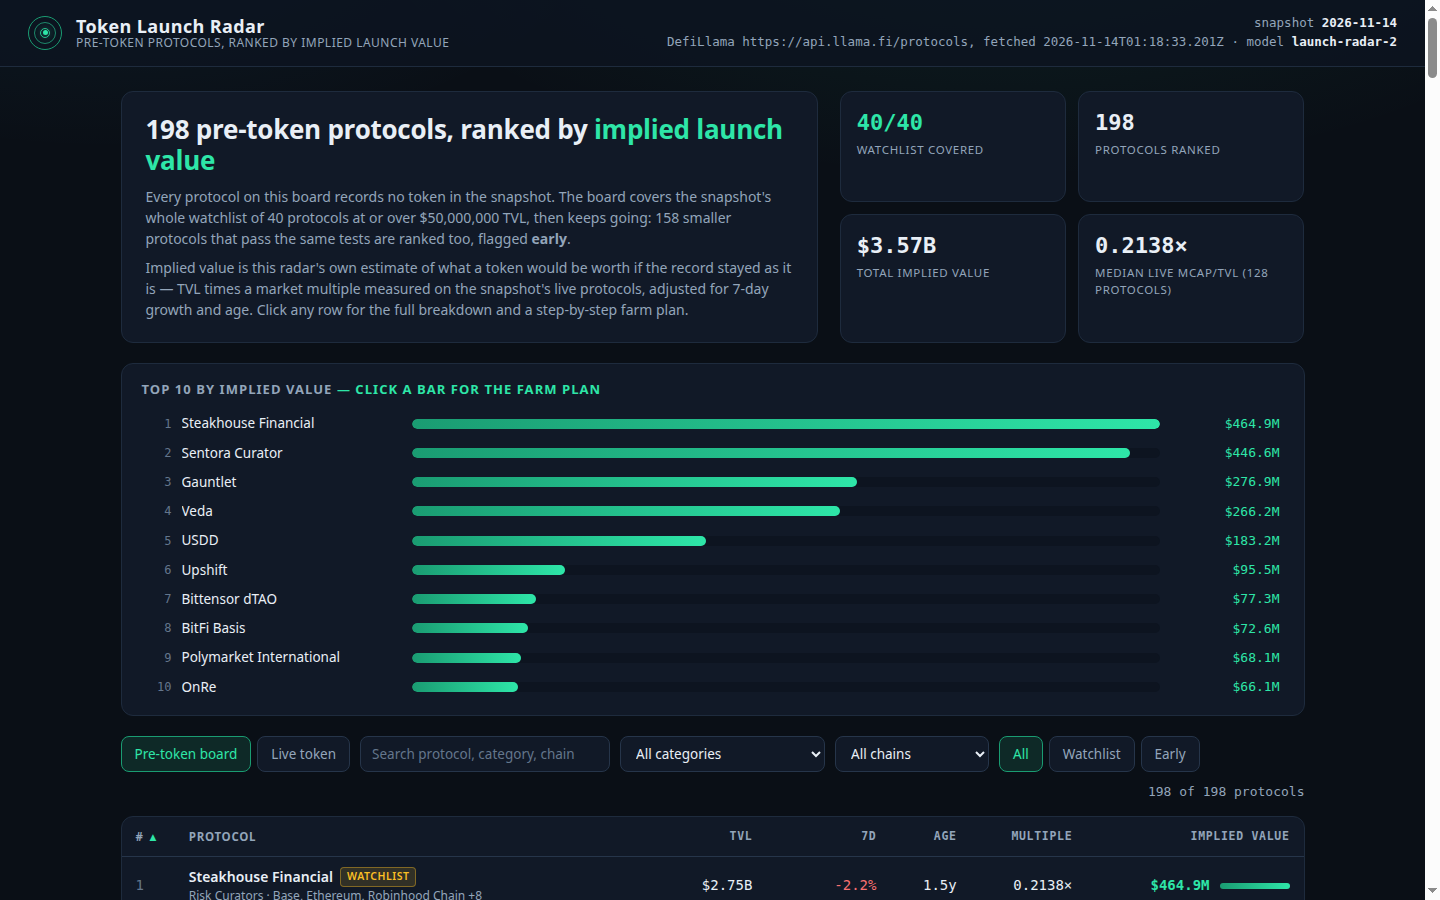 Token Launch Radar
PRE-TOKEN PROTOCOLS, RANKED BY IMPLIED LAUNCH VALUE
snapshot 2026-11-14
DefiLlama https://api.llama.fi/protocols, fetched 2026-11-14T01:18:33.201Z · model launch-radar-2
198 pre-token protocols, ranked by implied launch
value
Every protocol on this board records no token in the snapshot. The board covers the snapshot's
whole watchlist of 40 protocols at or over $50,000,000 TVL, then keeps going: 158 smaller
protocols that pass the same tests are ranked too, flagged early.
Implied value is this radar's own estimate of what a token would be worth if the record stayed as it
is — TVL times a market multiple measured on the snapshot's live protocols, adjusted for 7-day
growth and age. Click any row for the full breakdown and a step-by-step farm plan.
40/40
WATCHLIST COVERED
198
PROTOCOLS RANKED
$3.57B
TOTAL IMPLIED VALUE
0.2138×
MEDIAN LIVE MCAP/TVL (128
PROTOCOLS)
TOP 10 BY IMPLIED VALUE — CLICK A BAR FOR THE FARM PLAN
1 Steakhouse Financial $464.9M
2 Sentora Curator $446.6M
3 Gauntlet $276.9M
4 Veda $266.2M
5 USDD $183.2M
6 Upshift $95.5M
7 Bittensor dTAO $77.3M
8 BitFi Basis $72.6M
9 Polymarket International $68.1M
10 OnRe $66.1M
Pre-token board Live token Search protocol, category, chain All categories All chains All Watchlist Early
198 of 198 protocols
# ▲ PROTOCOL TVL 7D AGE MULTIPLE IMPLIED VALUE
1 Steakhouse Financial WATCHLIST $2.75B -2.2% 1.5y 0.2138× $464.9M
Risk Curators · Base, Ethereum, Robinhood Chain +8